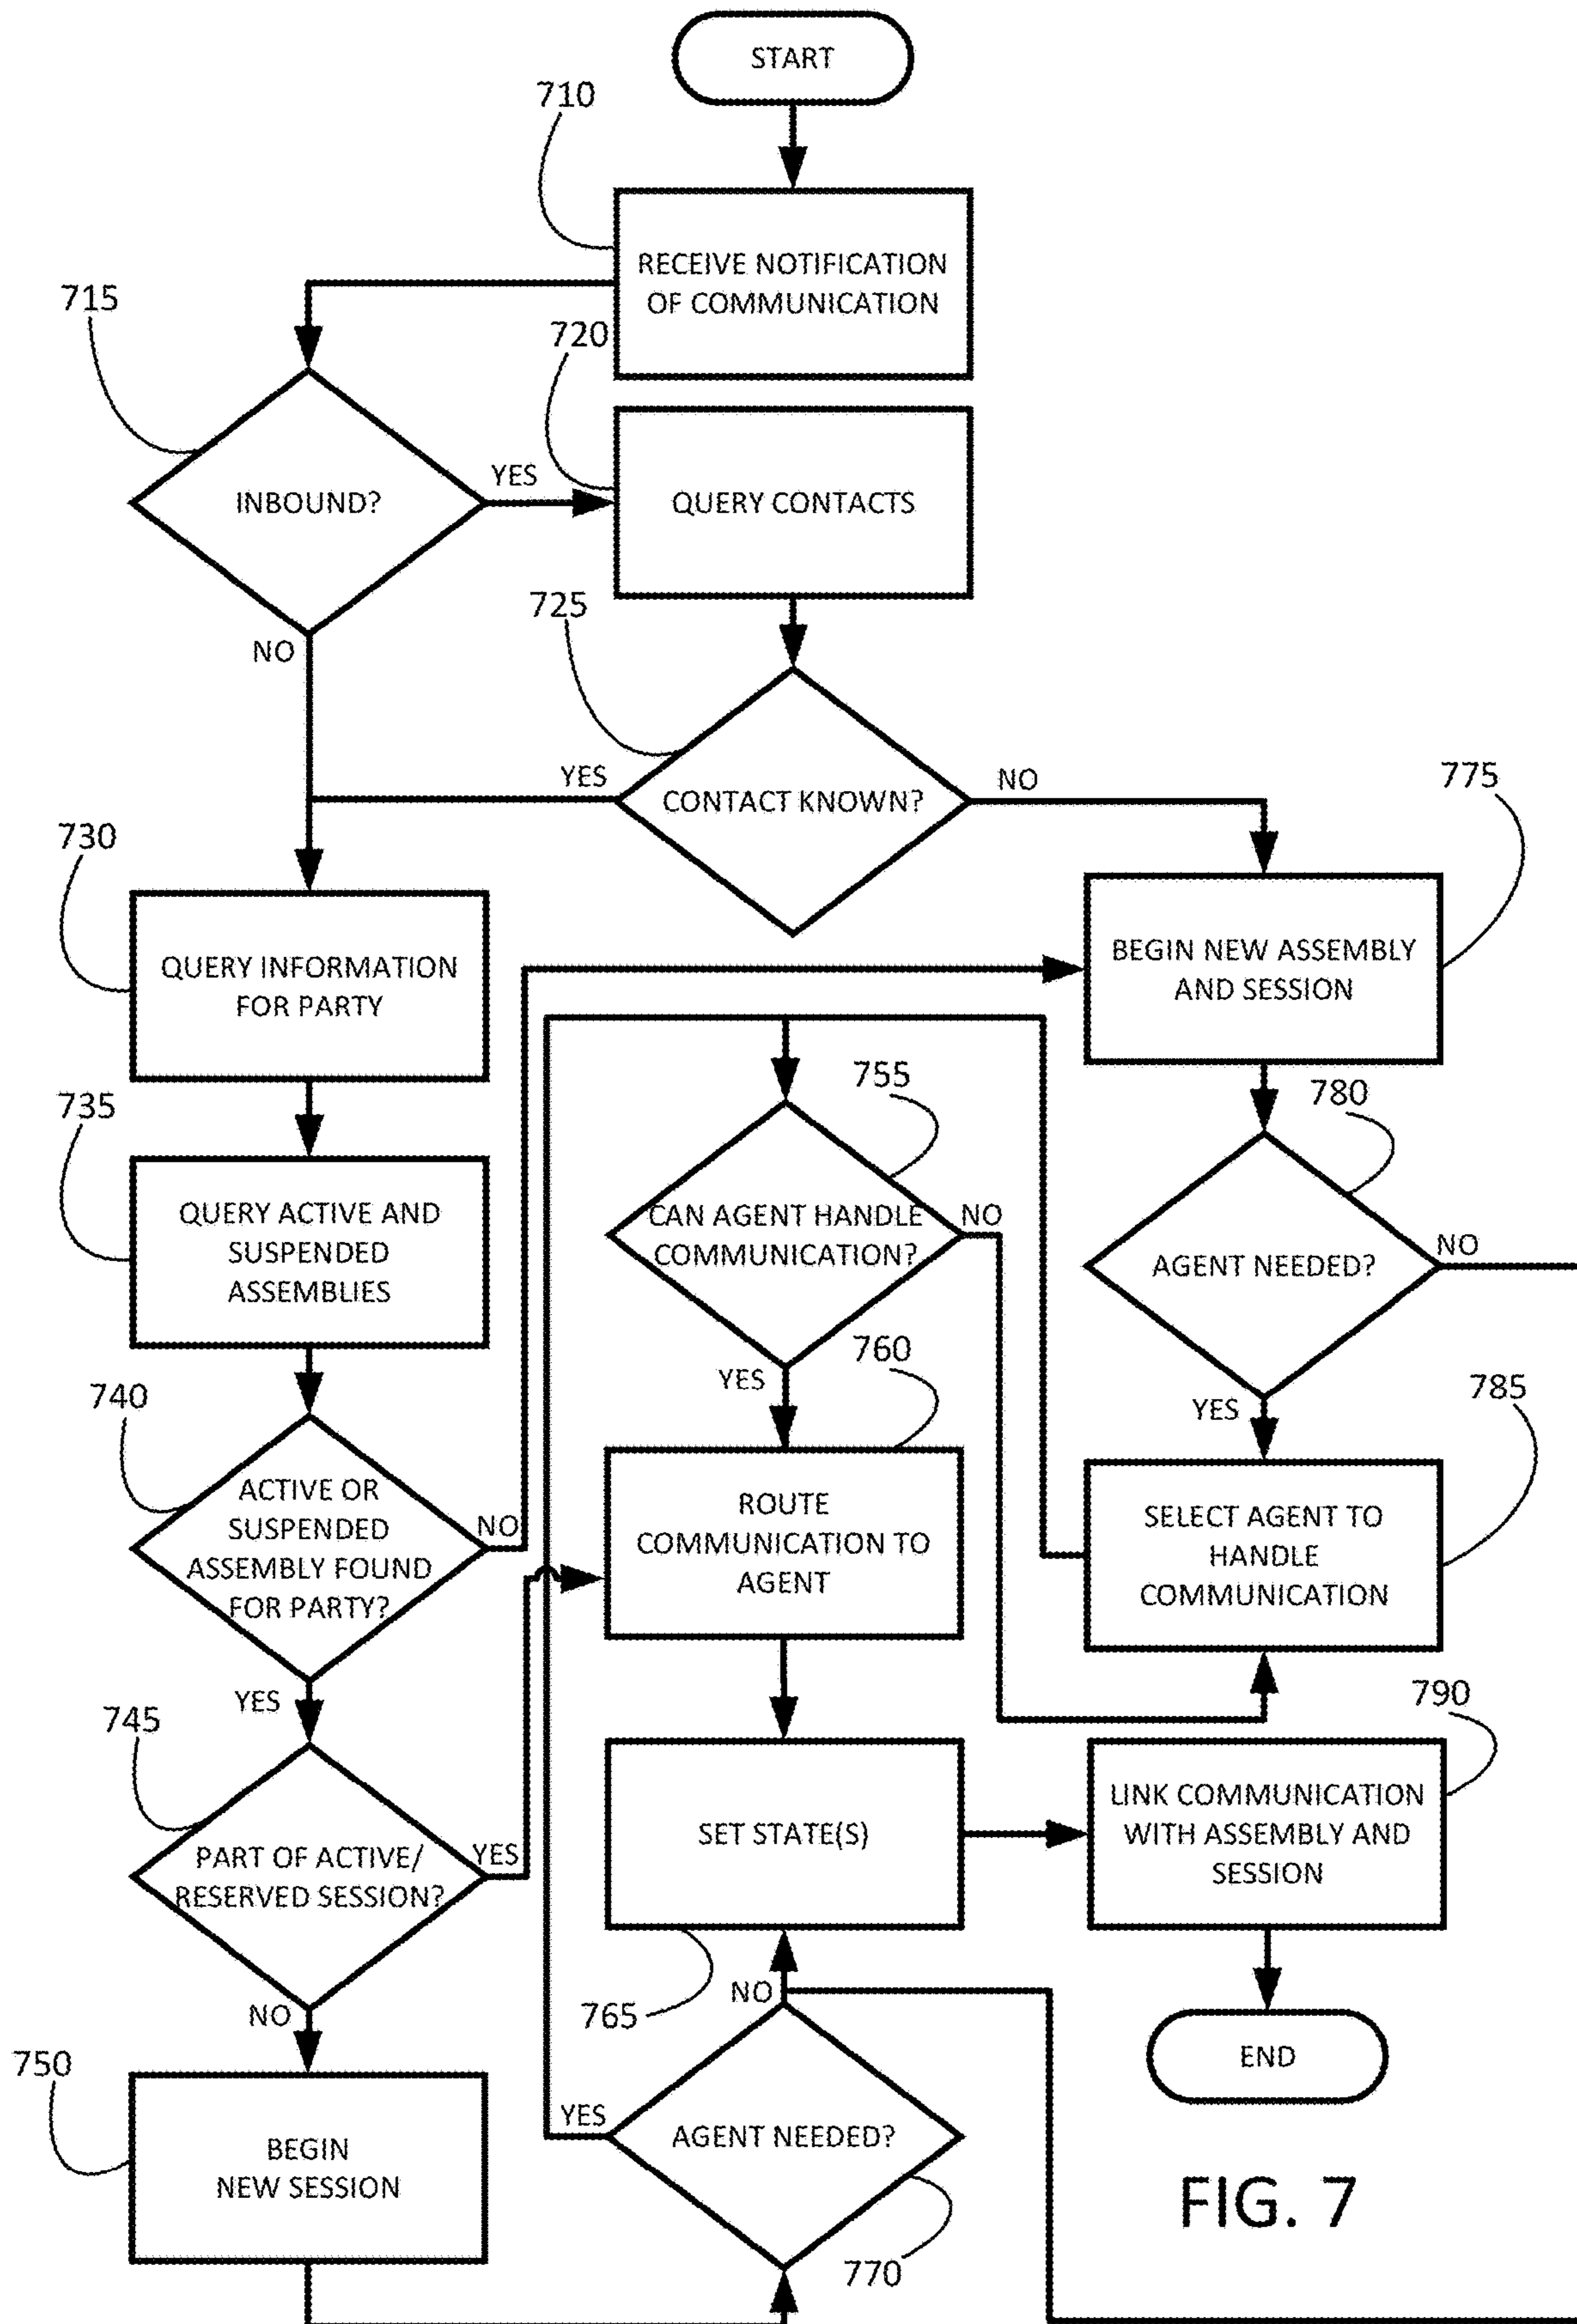 START
710
RECEIVE NOTIFICATION
OF COMMUNICATION
715
720
INBOUND?
YES
QUERY CONTACTS
NO
725
CONTACT KNOWN?
YES
NO
775
730
QUERY INFORMATION
FOR PARTY
BEGIN NEW ASSEMBLY
AND SESSION
735
QUERY ACTIVE AND
SUSPENDED
ASSEMBLIES
755
CAN AGENT HANDLE
COMMUNICATION?
NO
YES
780
AGENT NEEDED?
NO
YES
740
ACTIVE OR
SUSPENDED
ASSEMBLY FOUND
FOR PARTY?
NO
YES
760
ROUTE
COMMUNICATION TO
AGENT
785
SELECT AGENT TO
HANDLE
COMMUNICATION
745
PART OF ACTIVE/
RESERVED SESSION?
YES
NO
SET STATE(S)
765
790
LINK COMMUNICATION
WITH ASSEMBLY AND
SESSION
END
750
BEGIN
NEW SESSION
NO
YES
AGENT NEEDED?
770
FIG. 7